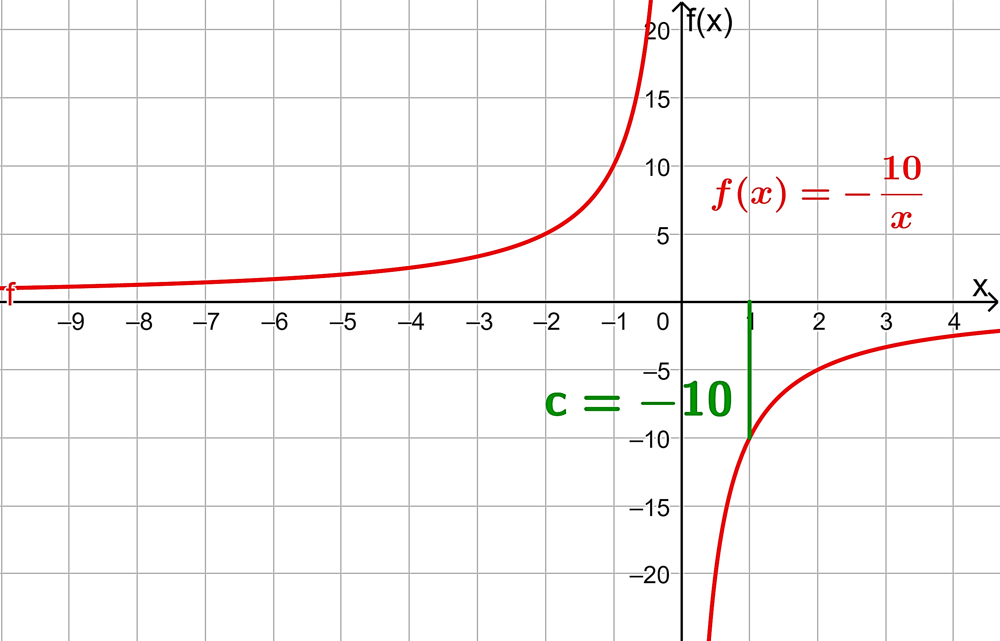 f(x)
20
15
10
f(x) = −10/x
5
x
f
–9 –8 –7 –6 –5 –4 –3 –2 –1 0 1 2 3 4
–5
c = −10
–10
–15
–20